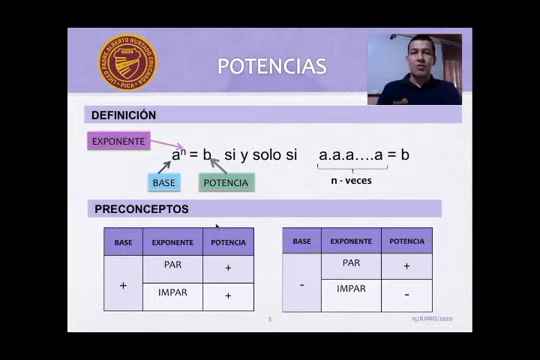 POTENCIAS
DEFINICIÓN
EXPONENTE
aⁿ = b si y solo si a.a.a….a = b
n - veces
BASE
POTENCIA
PRECONCEPTOS
BASE EXPONENTE POTENCIA
+ PAR +
IMPAR +
BASE EXPONENTE POTENCIA
- PAR +
IMPAR -
3
15/JUNIO/2020